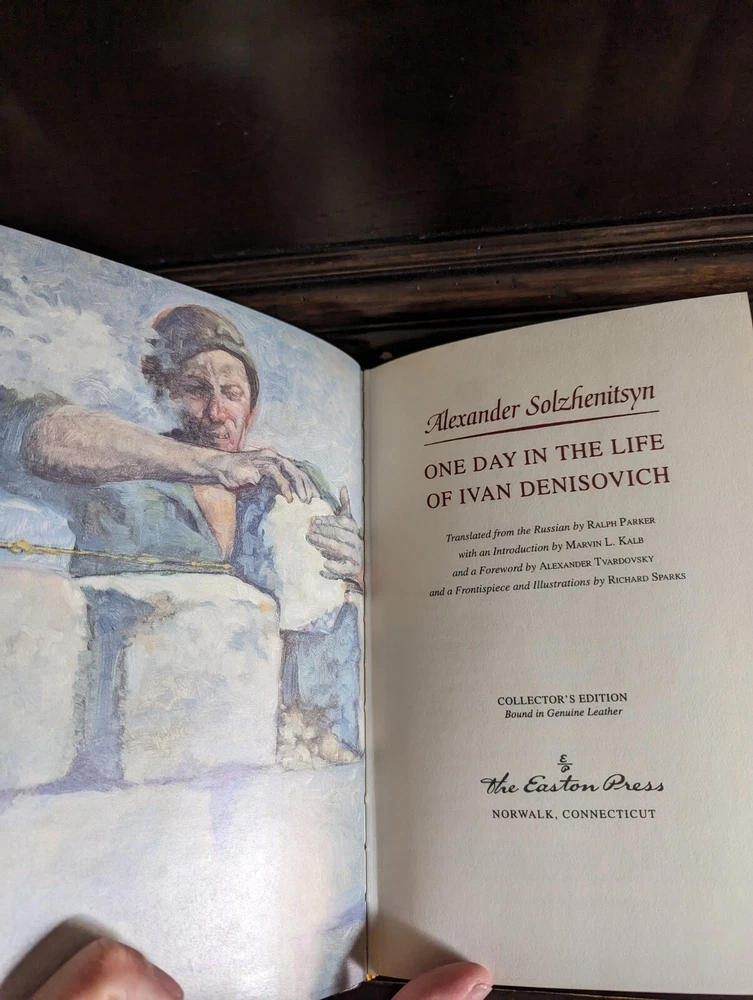 Alexander Solzhenitsyn
ONE DAY IN THE LIFE
OF IVAN DENISOVICH
Translated from the Russian by RALPH PARKER
with an Introduction by MARVIN L. KALB
and a Foreword by ALEXANDER TVARDOVSKY
and a Frontispiece and Illustrations by RICHARD SPARKS
COLLECTOR'S EDITION
Bound in Genuine Leather
E
P
The Easton Press
NORWALK, CONNECTICUT